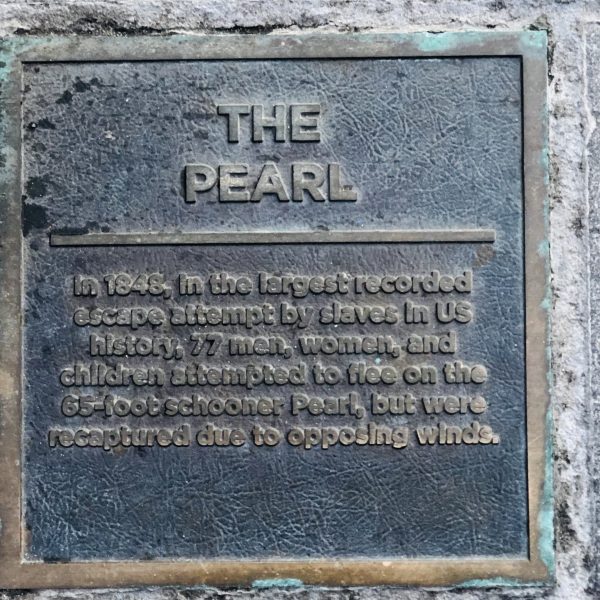 THE
PEARL
In 1848, in the largest recorded
escape attempt by slaves in US
history, 77 men, women, and
children attempted to flee on the
65-foot schooner Pearl, but were
recaptured due to opposing winds.